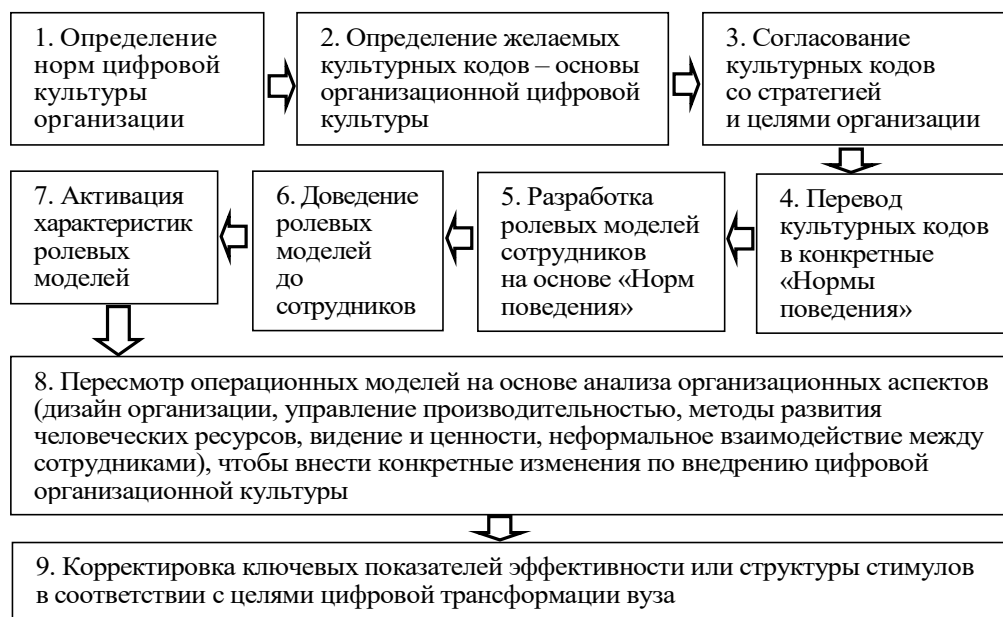 1. Определение
норм цифровой
культуры
организации
2. Определение желаемых
культурных кодов – основы
организационной цифровой
культуры
3. Согласование
культурных кодов
со стратегией
и целями организации
4. Перевод
культурных кодов
в конкретные
«Нормы
поведения»
5. Разработка
ролевых моделей
сотрудников
на основе «Норм
поведения»
6. Доведение
ролевых
моделей
до
сотрудников
7. Активация
характеристик
ролевых
моделей
8. Пересмотр операционных моделей на основе анализа организационных аспектов
(дизайн организации, управление производительностью, методы развития
человеческих ресурсов, видение и ценности, неформальное взаимодействие между
сотрудниками), чтобы внести конкретные изменения по внедрению цифровой
организационной культуры
9. Корректировка ключевых показателей эффективности или структуры стимулов
в соответствии с целями цифровой трансформации вуза